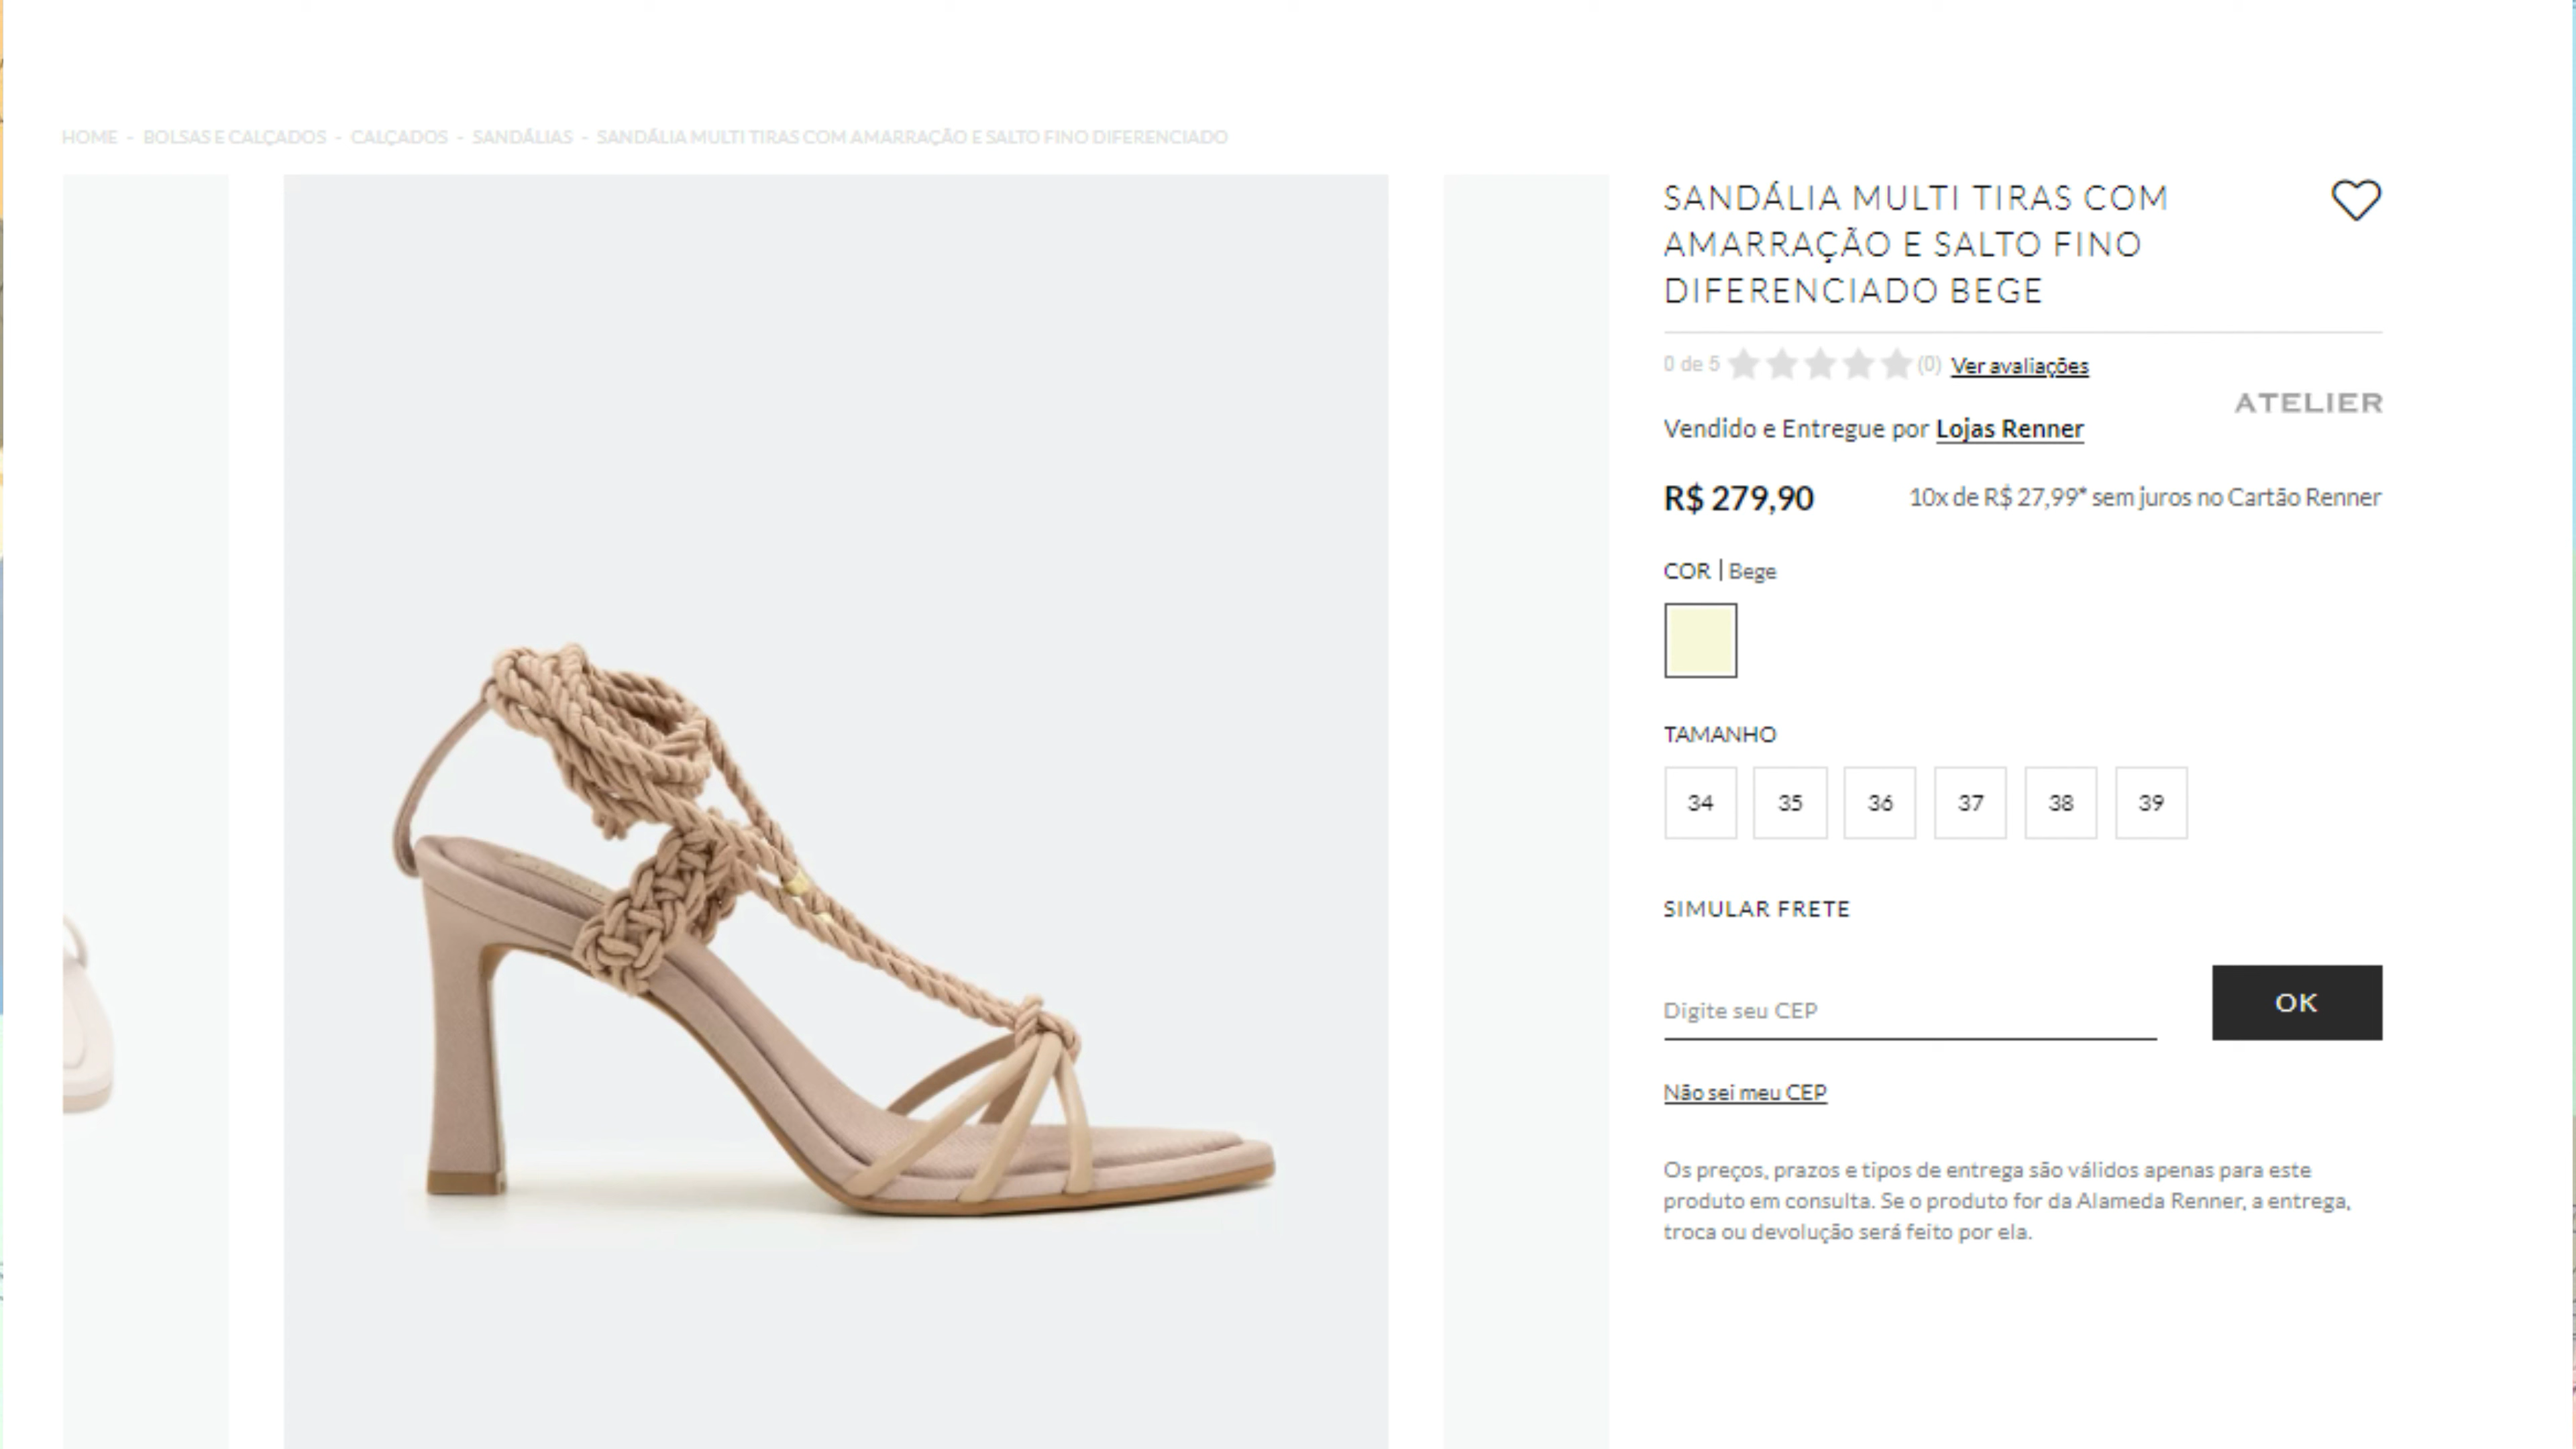 HOME - BOLSAS E CALÇADOS - CALÇADOS - SANDÁLIAS - SANDÁLIA MULTI TIRAS COM AMARRAÇÃO E SALTO FINO DIFERENCIADO
SANDÁLIA MULTI TIRAS COM
AMARRAÇÃO E SALTO FINO
DIFERENCIADO BEGE
0 de 5 (0) Ver avaliações
ATELIER
Vendido e Entregue por Lojas Renner
R$ 279,90 10x de R$ 27,99* sem juros no Cartão Renner
COR | Bege
TAMANHO
34 35 36 37 38 39
SIMULAR FRETE
Digite seu CEP
OK
Não sei meu CEP
Os preços, prazos e tipos de entrega são válidos apenas para este
produto em consulta. Se o produto for da Alameda Renner, a entrega,
troca ou devolução será feito por ela.